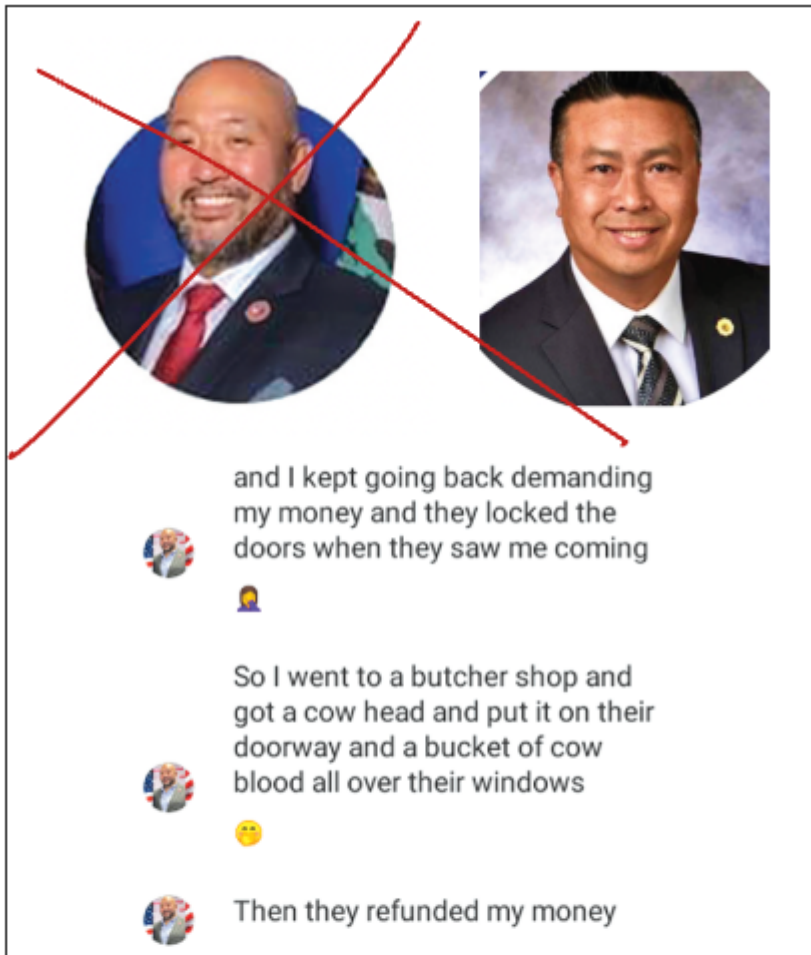 and I kept going back demanding
my money and they locked the
doors when they saw me coming
🤦‍♀️
So I went to a butcher shop and
got a cow head and put it on their
doorway and a bucket of cow
blood all over their windows
🤭
Then they refunded my money